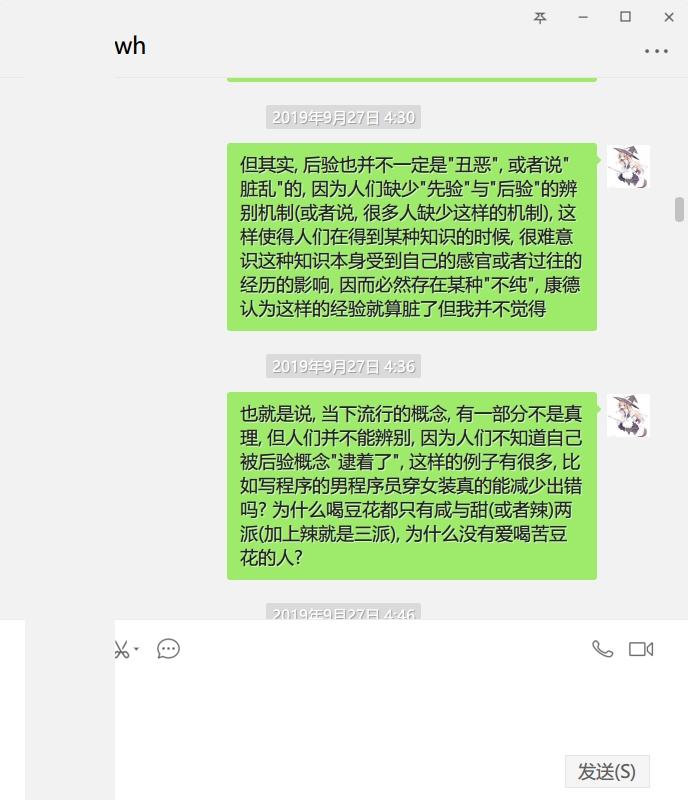 wh
2019年9月27日 4:30
但其实, 后验也并不一定是"丑恶", 或者说"
脏乱"的, 因为人们缺少"先验"与"后验"的辨
别机制(或者说, 很多人缺少这样的机制), 这
样使得人们在得到某种知识的时候, 很难意
识这种知识本身受到自己的感官或者过往的
经历的影响, 因而必然存在某种"不纯", 康德
认为这样的经验就算脏了但我并不觉得
2019年9月27日 4:36
也就是说, 当下流行的概念, 有一部分不是真
理, 但人们并不能辨别, 因为人们不知道自己
被后验概念"逮着了", 这样的例子有很多, 比
如写程序的男程序员穿女装真的能减少出错
吗? 为什么喝豆花都只有咸与甜(或者辣)两
派(加上辣就是三派), 为什么没有爱喝苦豆
花的人?
2019年9月27日 4:46
发送(S)